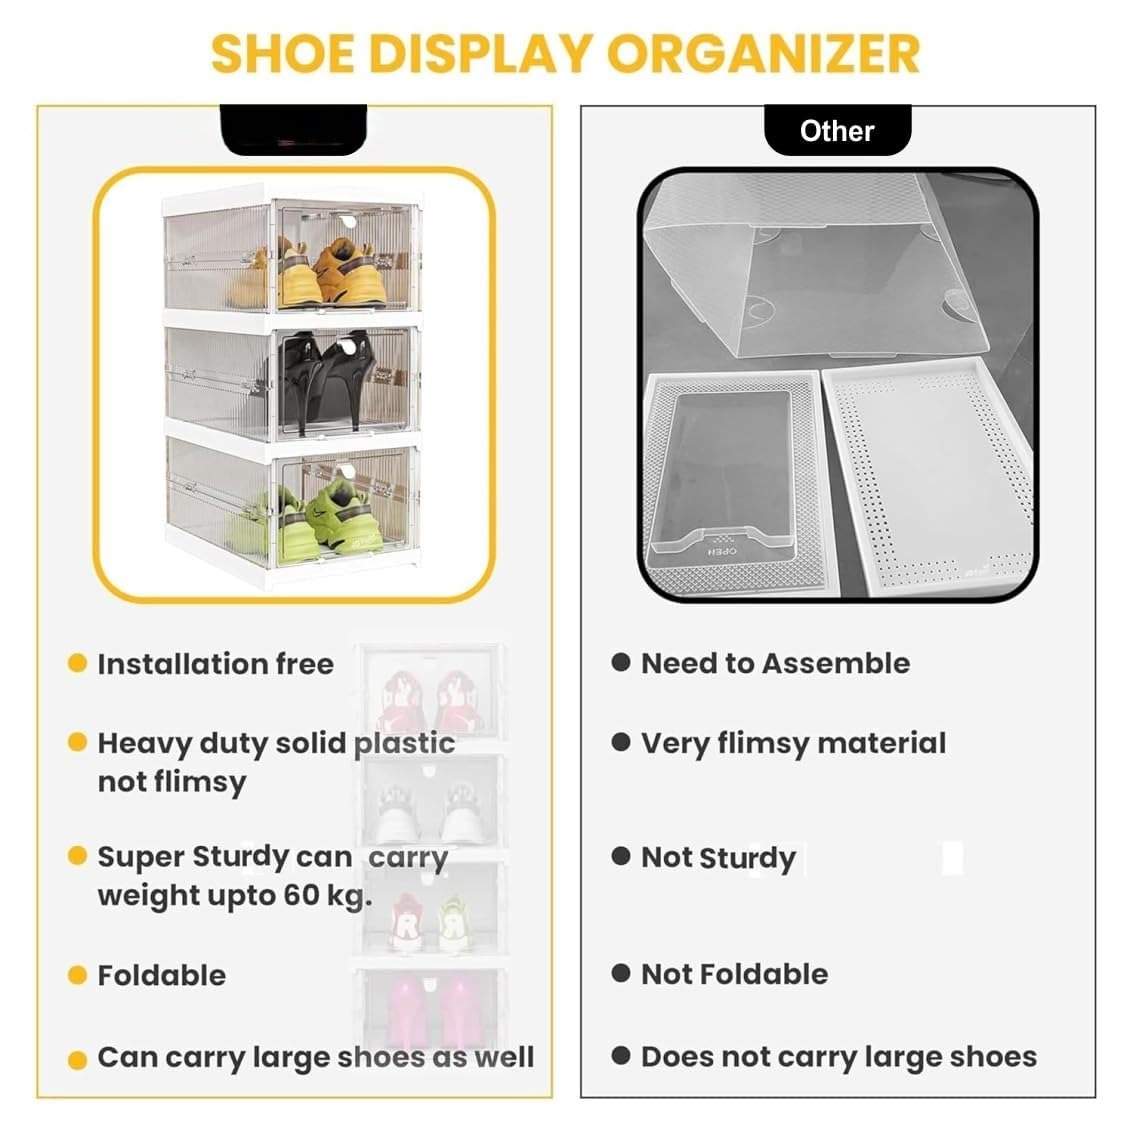 SHOE DISPLAY ORGANIZER
Other
OPEN
Installation free
Heavy duty solid plastic
not flimsy
Super Sturdy can carry
weight upto 60 kg.
Foldable
Can carry large shoes as well
Need to Assemble
Very flimsy material
Not Sturdy
Not Foldable
Does not carry large shoes